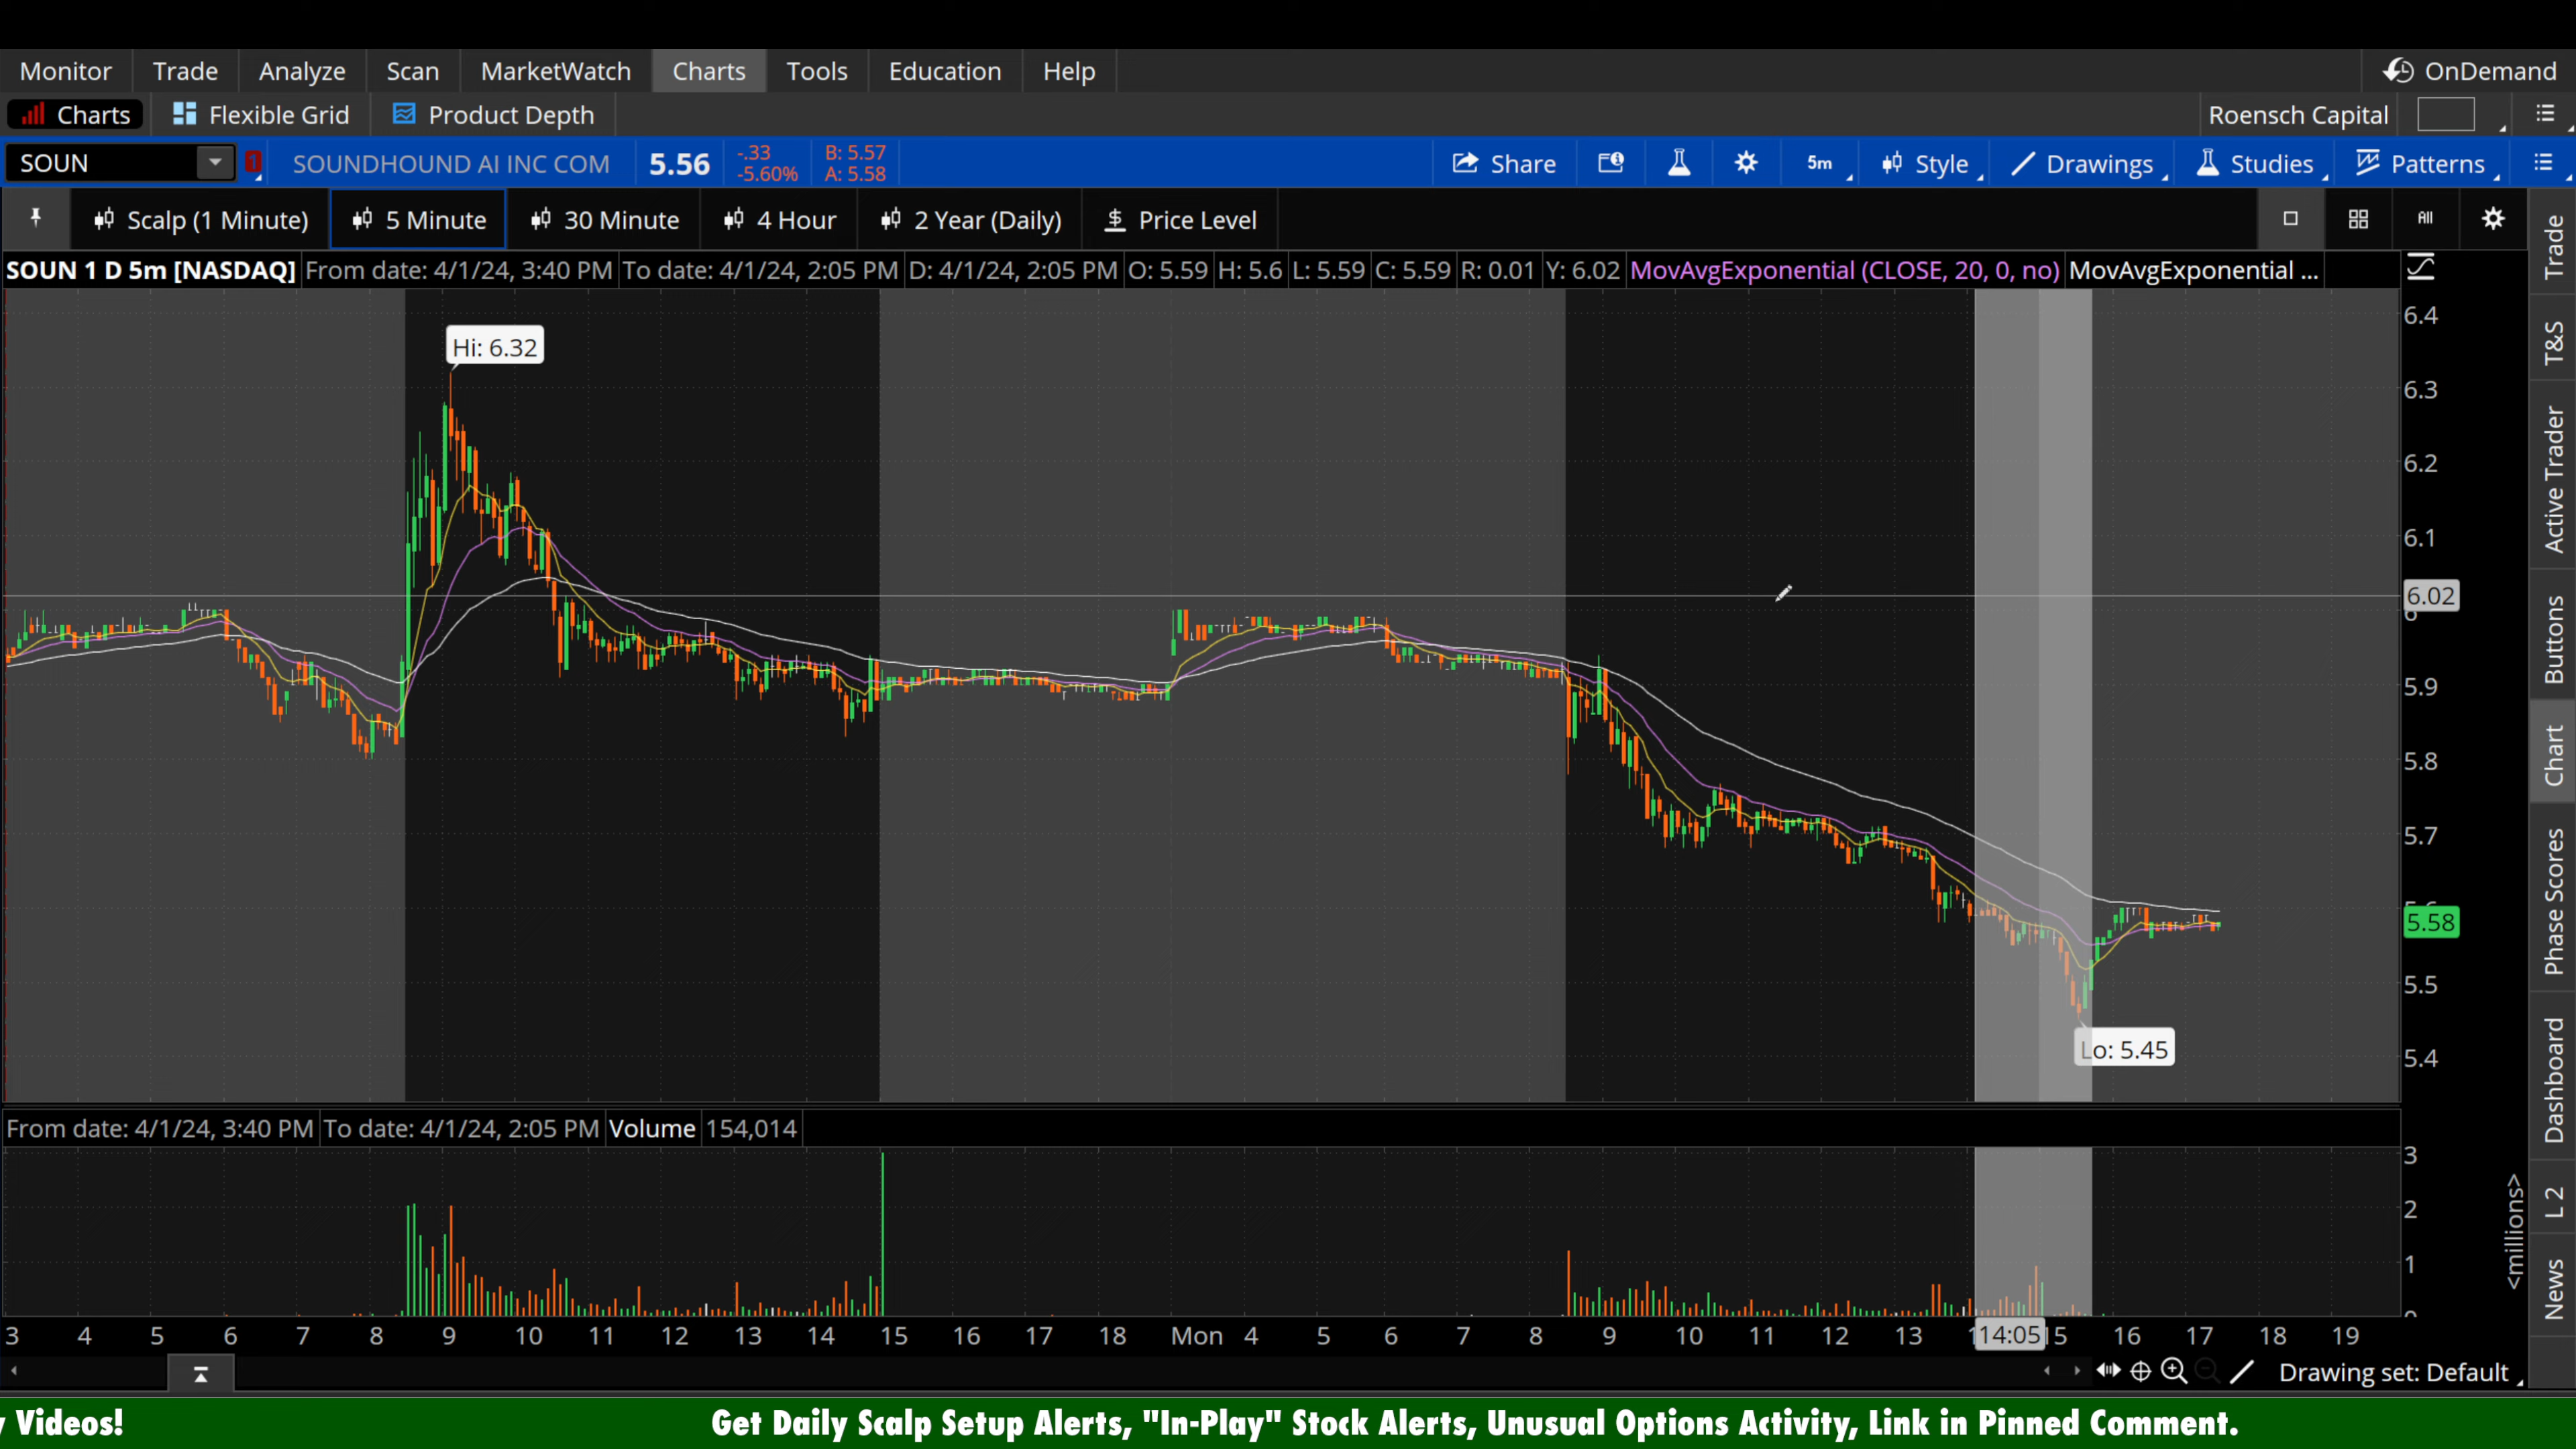 Monitor Trade Analyze Scan MarketWatch Charts Tools Education Help OnDemand
Charts Flexible Grid Product Depth Roensch Capital
SOUN 1 SOUNDHOUND AI INC COM 5.56 -.33 B: 5.57 Share 5m Style Drawings Studies Patterns
-5.60% A: 5.58
Scalp (1 Minute) 5 Minute 30 Minute 4 Hour 2 Year (Daily) $ Price Level All
SOUN 1 D 5m [NASDAQ] From date: 4/1/24, 3:40 PM To date: 4/1/24, 2:05 PM D: 4/1/24, 2:05 PM O: 5.59 H: 5.6 L: 5.59 C: 5.59 R: 0.01 Y: 6.02 MovAvgExponential (CLOSE, 20, 0, no) MovAvgExponential ...
6.4
Hi: 6.32
6.3
6.2
6.1
6.02
6
5.9
5.8
5.7
5.58
5.5
Lo: 5.45
5.4
From date: 4/1/24, 3:40 PM To date: 4/1/24, 2:05 PM Volume 154,014
3
2
1
<millions>
3 4 5 6 7 8 9 10 11 12 13 14 15 16 17 18 Mon 4 5 6 7 8 9 10 11 12 13 14:05 15 16 17 18 19
Drawing set: Default
Trade
T&S
Active Trader
Buttons
Chart
Phase Scores
Dashboard
L 2
News
Videos!
Get Daily Scalp Setup Alerts, "In-Play" Stock Alerts, Unusual Options Activity, Link in Pinned Comment.